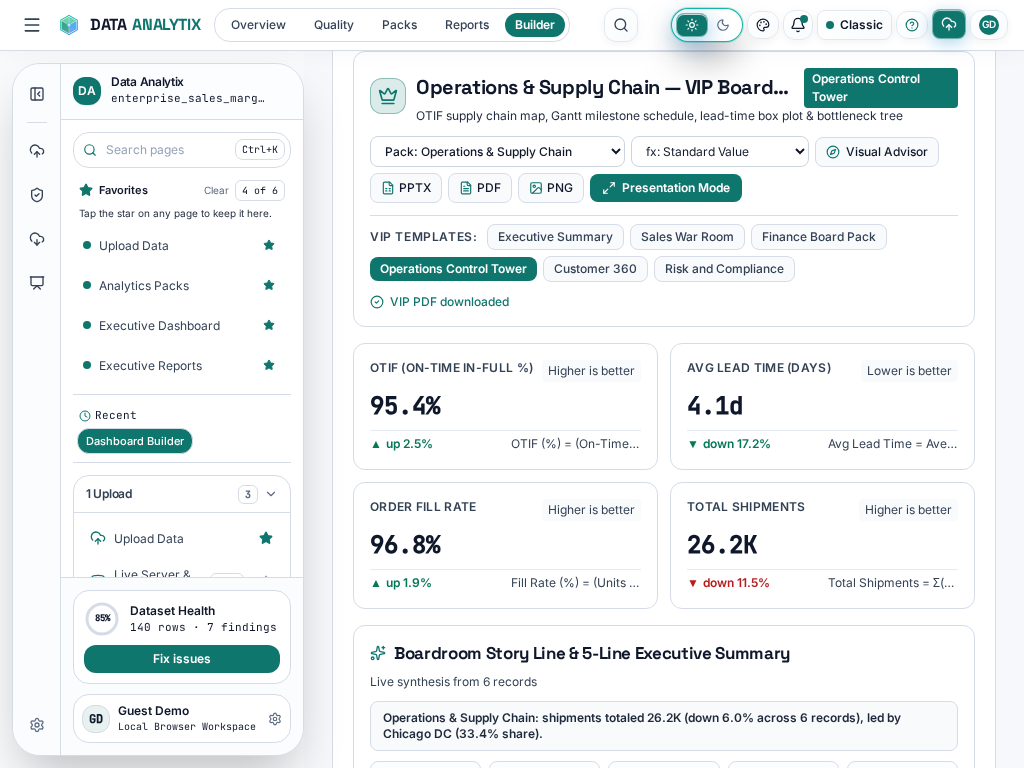 DATA ANALYTIX
Overview
Quality
Packs
Reports
Builder
Classic
GD
DA
Data Analytix
enterprise_sales_marg…
Search pages
Ctrl+K
Favorites
Clear
4 of 6
Tap the star on any page to keep it here.
Upload Data
Analytics Packs
Executive Dashboard
Executive Reports
Recent
Dashboard Builder
1 Upload
3
Upload Data
Live Server &
85%
Dataset Health
140 rows · 7 findings
Fix issues
GD
Guest Demo
Local Browser Workspace
Operations & Supply Chain — VIP Board…
Operations Control
Tower
OTIF supply chain map, Gantt milestone schedule, lead-time box plot & bottleneck tree
Pack: Operations & Supply Chain
fx: Standard Value
Visual Advisor
PPTX
PDF
PNG
Presentation Mode
VIP TEMPLATES:
Executive Summary
Sales War Room
Finance Board Pack
Operations Control Tower
Customer 360
Risk and Compliance
VIP PDF downloaded
OTIF (ON-TIME IN-FULL %)
Higher is better
95.4%
▲ up 2.5%
OTIF (%) = (On-Time…
AVG LEAD TIME (DAYS)
Lower is better
4.1d
▼ down 17.2%
Avg Lead Time = Ave…
ORDER FILL RATE
Higher is better
96.8%
▲ up 1.9%
Fill Rate (%) = (Units …
TOTAL SHIPMENTS
Higher is better
26.2K
▼ down 11.5%
Total Shipments = Σ(…
Boardroom Story Line & 5-Line Executive Summary
Live synthesis from 6 records
Operations & Supply Chain: shipments totaled 26.2K (down 6.0% across 6 records), led by
Chicago DC (33.4% share).